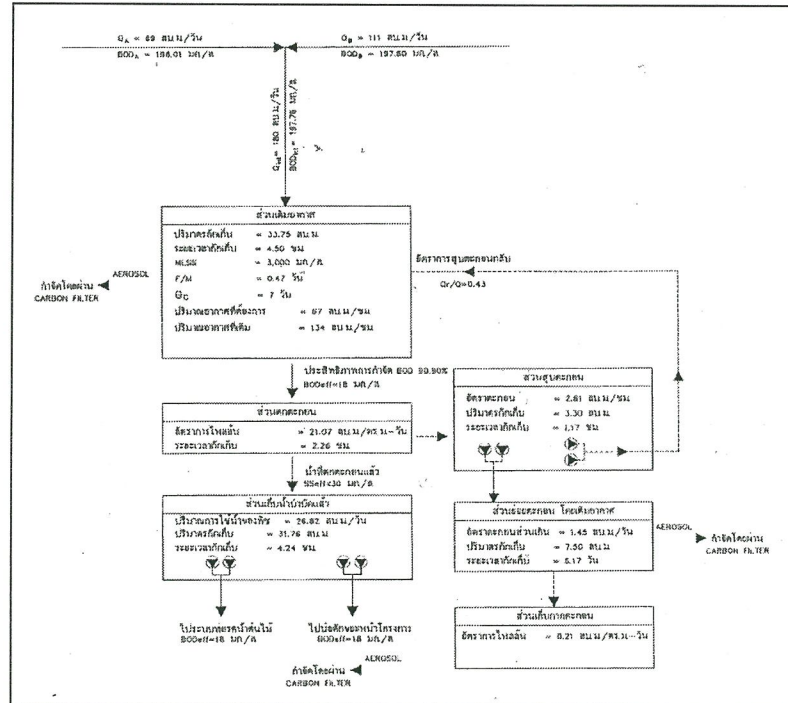 Q_A = 69 ลบ.ม/วัน
BOD_A = 198.01 มก/ล
Q_B = 111 ลบ.ม/วัน
BOD_B = 197.60 มก/ล
Q_inf = 180 ลบ.ม/วัน
BOD_inf = 197.76 มก/ล
ส่วนเติมอากาศ
ปริมาตรกักเก็บ = 33.75 ลบ.ม
ระยะเวลากักเก็บ = 4.50 ชม
MLSS = 3,000 มก/ล
F/M = 0.47 วัน
θc = 7 วัน
ปริมาณอากาศที่ต้องการ = 67 ลบ.ม/ชม
ปริมาณอากาศที่เติม = 134 ลบ.ม/ชม
AEROSOL
กำจัดโดยผ่าน
CARBON FILTER
อัตราการสูบตะกอนกลับ
Qr/Q=0.43
ประสิทธิภาพการกำจัด BOD 90.90%
BODeff=18 มก/ล
ส่วนตกตะกอน
อัตราการไหลล้น = 21.07 ลบ.ม/ตร.ม-วัน
ระยะเวลากักเก็บ = 2.26 ชม
ส่วนสูบตะกอน
อัตราตะกอน = 2.81 ลบ.ม/ชม
ปริมาตรกักเก็บ = 3.30 ลบ.ม
ระยะเวลากักเก็บ = 1.17 ชม
น้ำที่ตกตะกอนแล้ว
SSeff<30 มก/ล
ส่วนเก็บน้ำบำบัดแล้ว
ปริมาณการใช้น้ำของพืช = 26.82 ลบ.ม/วัน
ปริมาตรกักเก็บ = 31.76 ลบ.ม
ระยะเวลากักเก็บ = 4.24 ชม
ส่วนย่อยตะกอน โดยเติมอากาศ
อัตราตะกอนส่วนเกิน = 1.45 ลบ.ม/วัน
ปริมาตรกักเก็บ = 7.50 ลบ.ม
ระยะเวลากักเก็บ = 5.17 วัน
AEROSOL
กำจัดโดยผ่าน
CARBON FILTER
ไประบบท่อรดน้ำต้นไม้
BODeff=18 มก/ล
ไปบ่อดักขยะหน้าโครงการ
BODeff=18 มก/ล
ส่วนเก็บกากตะกอน
อัตราการไหลล้น = 8.21 ลบ.ม/ตร.ม-วัน
AEROSOL
กำจัดโดยผ่าน
CARBON FILTER